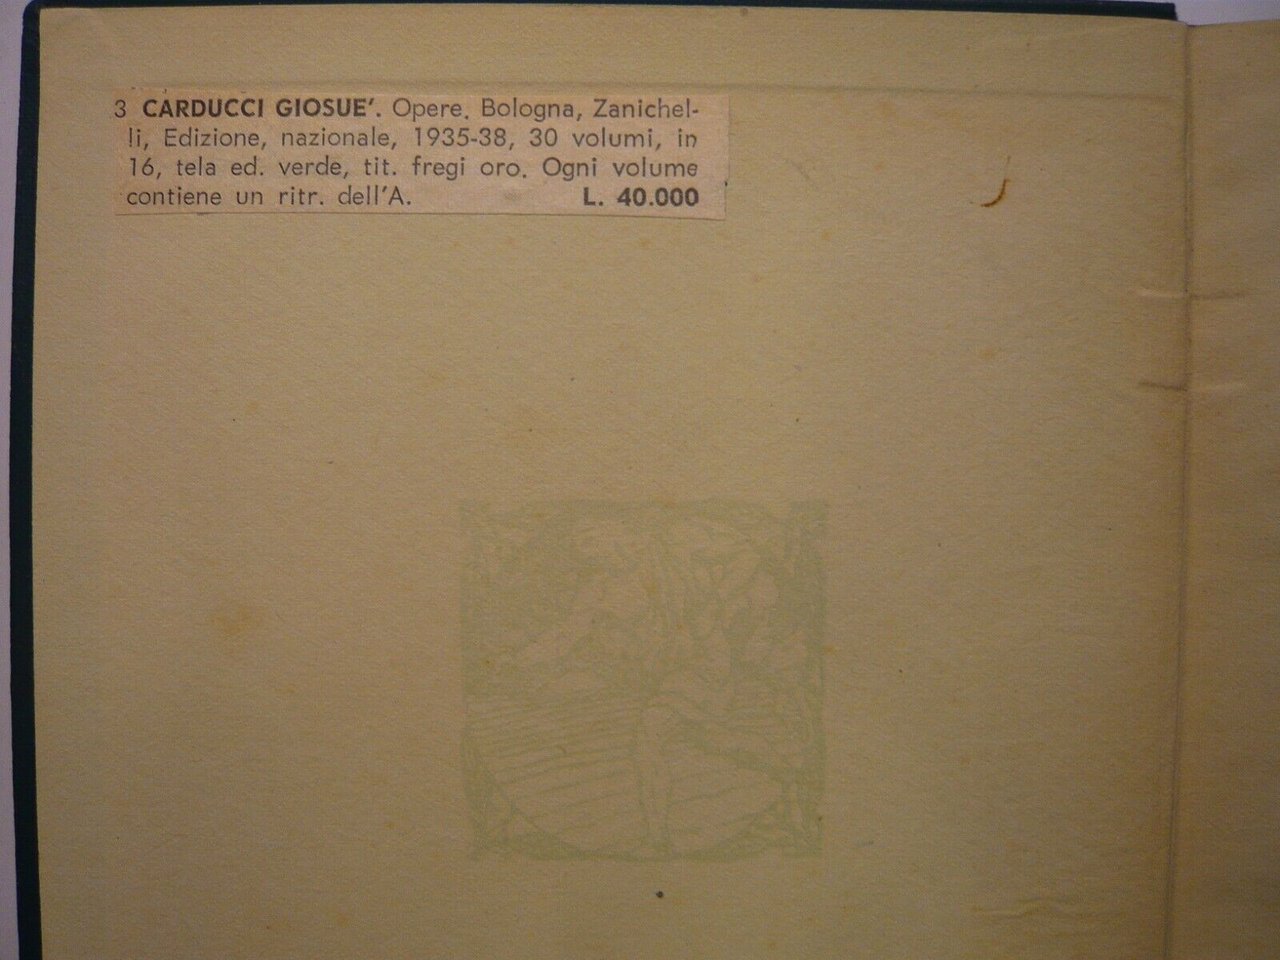 3 CARDUCCI GIOSUE'. Opere. Bologna, Zanichel-
li, Edizione, nazionale, 1935-38, 30 volumi, in
16, tela ed. verde, tit. fregi oro. Ogni volume
contiene un ritr. dell'A. L. 40.000